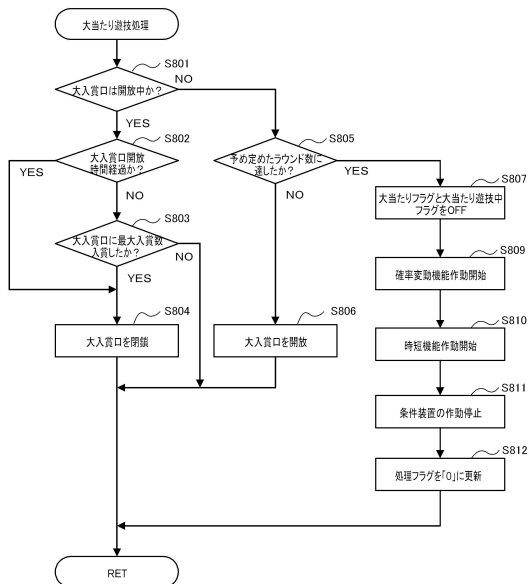 大当たり遊技処理
S801
大入賞口は開放中か?
NO
YES
S802
大入賞口開放
時間経過か?
YES
NO
S803
大入賞口に最大入賞数
入賞したか?
NO
YES
S804
大入賞口を閉鎖
S805
予め定めたラウンド数に
達したか?
YES
NO
S806
大入賞口を開放
S807
大当たりフラグと大当たり遊技中
フラグをOFF
S809
確率変動機能作動開始
S810
時短機能作動開始
S811
条件装置の作動停止
S812
処理フラグを「0」に更新
RET